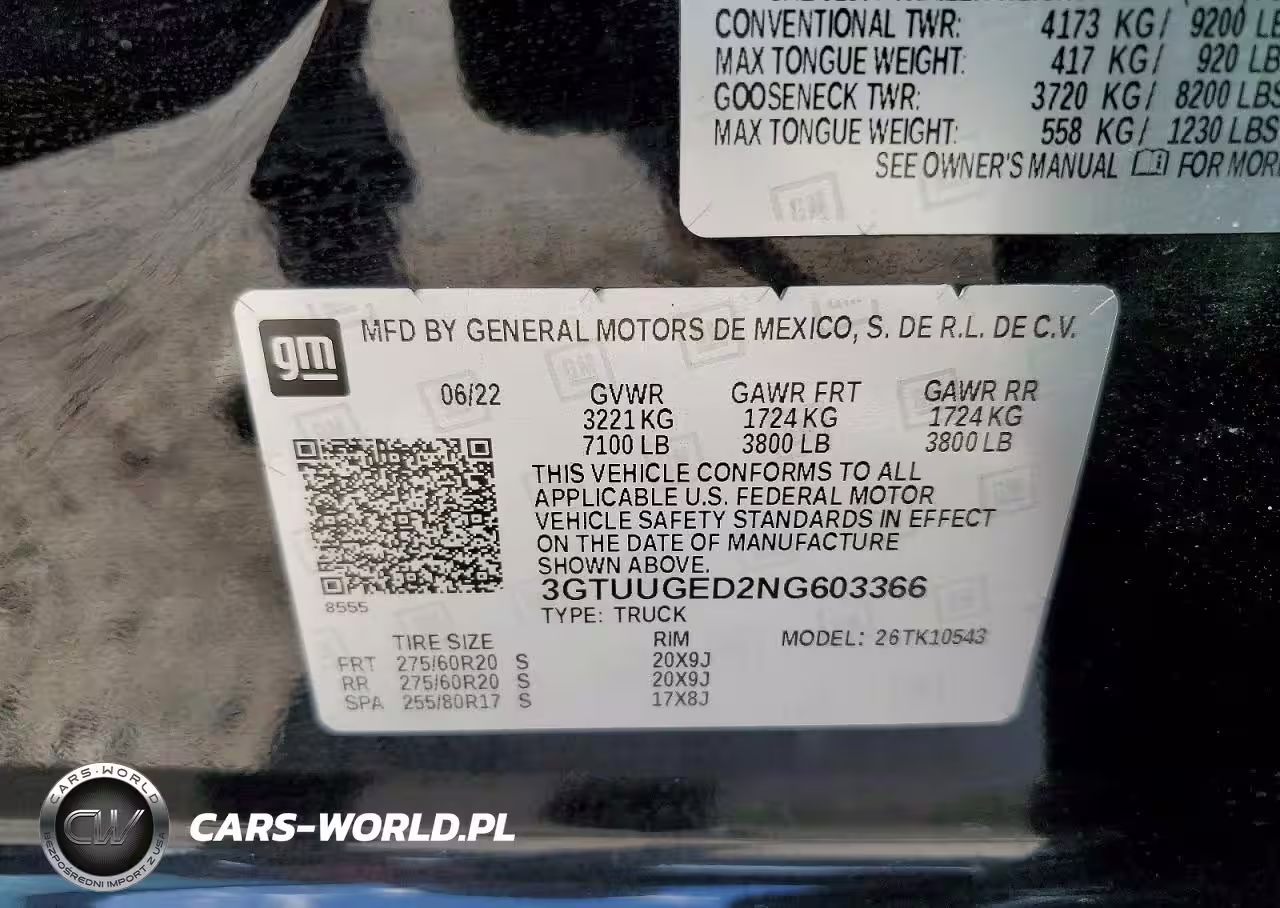 CONVENTIONAL TWR: 4173 KG/ 9200 LB
MAX TONGUE WEIGHT: 417 KG/ 920 LB
GOOSENECK TWR: 3720 KG/ 8200 LBS
MAX TONGUE WEIGHT: 558 KG/ 1230 LBS
SEE OWNER'S MANUAL FOR MOR
gm
MFD BY GENERAL MOTORS DE MEXICO, S. DE R.L. DE C.V.
06/22 GVWR GAWR FRT GAWR RR
3221 KG 1724 KG 1724 KG
7100 LB 3800 LB 3800 LB
THIS VEHICLE CONFORMS TO ALL
APPLICABLE U.S. FEDERAL MOTOR
VEHICLE SAFETY STANDARDS IN EFFECT
ON THE DATE OF MANUFACTURE
SHOWN ABOVE.
3GTUUGED2NG603366
8555
TYPE: TRUCK
TIRE SIZE RIM MODEL: 26TK10543
FRT 275/60R20 S 20X9J
RR 275/60R20 S 20X9J
SPA 255/80R17 S 17X8J
CARS-WORLD
CW
BEZPOŚREDNI IMPORT Z USA
CARS-WORLD.PL